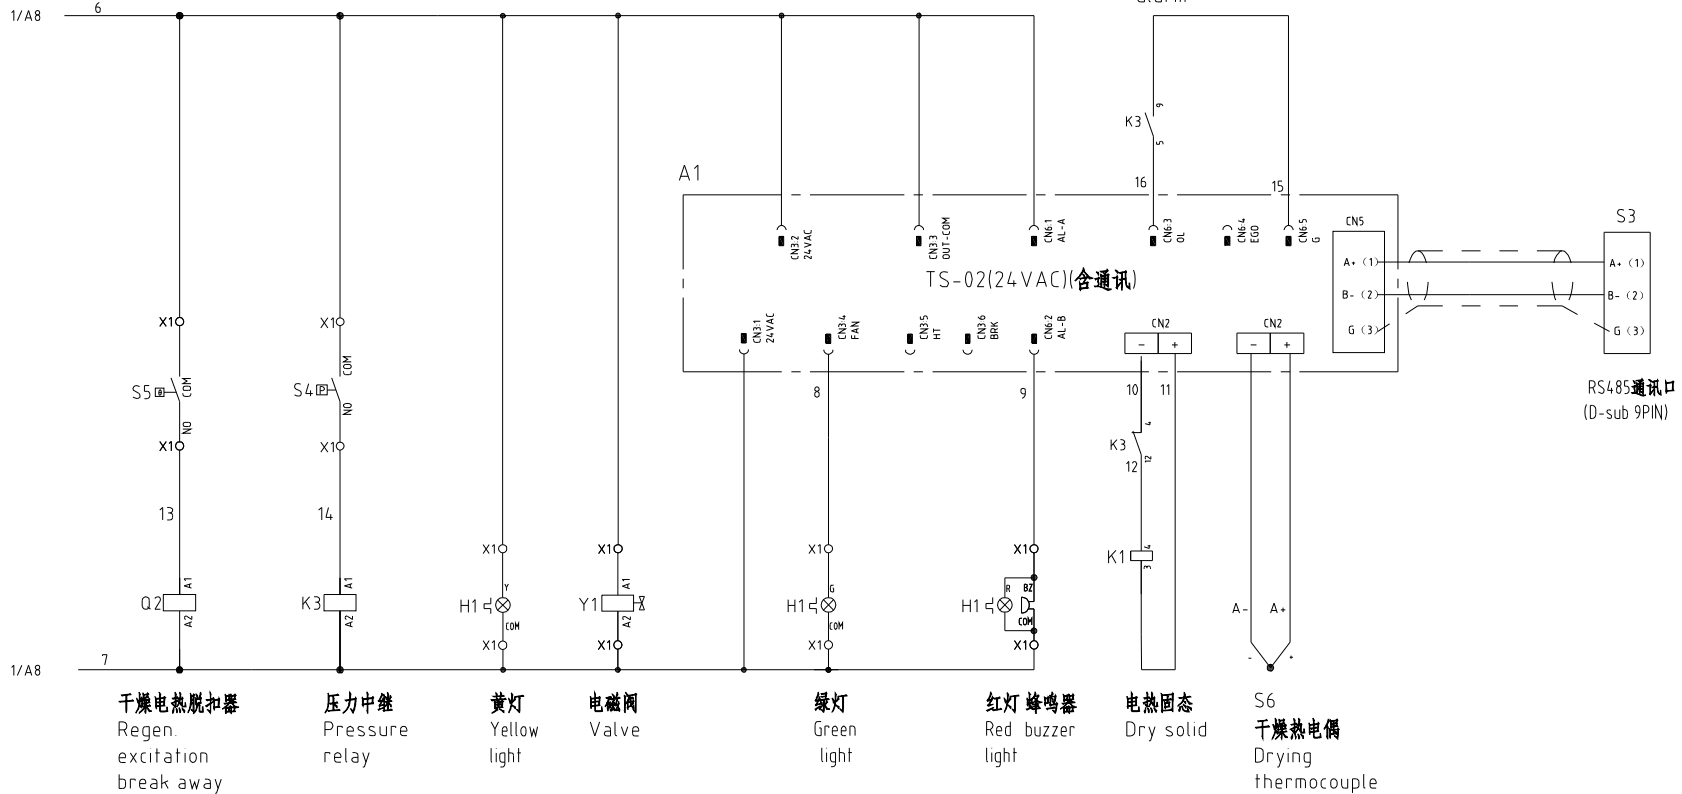 alarm
1/A8
6
K3
9
5
A1
16
15
CN3:2
24VAC
CN3:3
OUT-COM
CN6:1
AL-A
CN6:3
OL
CN6:4
EGO
CN6:5
G
CN5
S3
A+ (1)
A+ (1)
TS-02(24VAC)(含通讯)
B- (2)
B- (2)
G (3)
G (3)
X1
X1
CN3:1
24VAC
CN3:4
FAN
CN3:5
HT
CN3:6
BRK
CN6:2
AL-B
CN2
- +
CN2
- +
S5
COM
NO
S4
P
COM
NO
8
9
10
11
RS485通讯口
(D-sub 9PIN)
X1
X1
K3
4
12
12
13
14
X1
X1
X1
X1
K1
4
3
Q2
A1
A2
K3
A1
A2
H1
Y
COM
Y1
A1
A2
H1
G
COM
H1
R
BZ
COM
A-
A+
X1
X1
X1
X1
- +
1/A8
7
干燥电热脱扣器
Regen.
excitation
break away
压力中继
Pressure
relay
黄灯
Yellow
light
电磁阀
Valve
绿灯
Green
light
红灯 蜂鸣器
Red buzzer
light
电热固态
Dry solid
S6
干燥热电偶
Drying
thermocouple